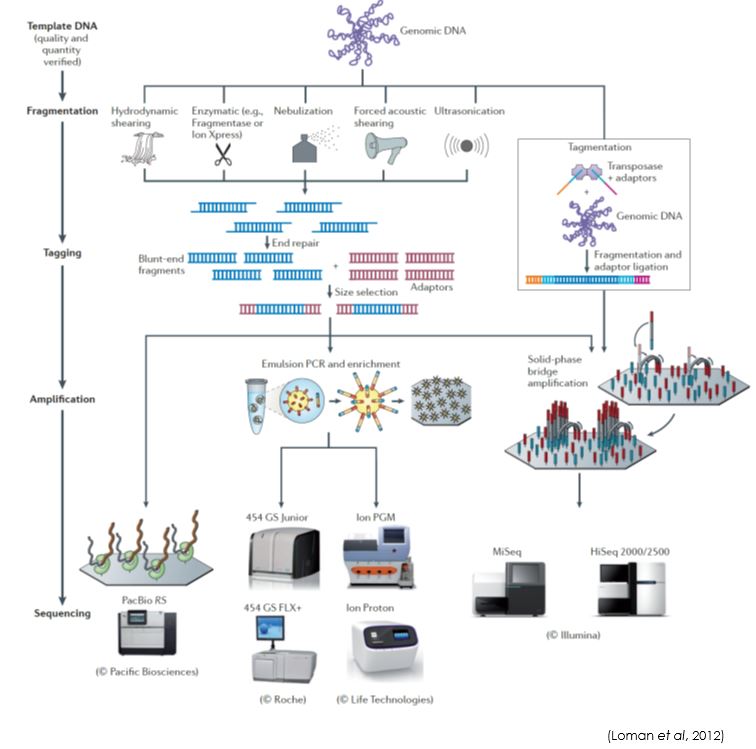 Template DNA
(quality and
quantity
verified)
Genomic DNA
Fragmentation
Hydrodynamic
shearing
Enzymatic (e.g.,
Fragmentase or
Ion Xpress)
Nebulization
Forced acoustic
shearing
Ultrasonication
Tagmentation
Transposase
+ adaptors
+
Genomic DNA
Fragmentation and
adaptor ligation
Tagging
End repair
Blunt-end
fragments
+
Adaptors
Size selection
Amplification
Emulsion PCR and enrichment
Solid-phase
bridge
amplification
Sequencing
PacBio RS
(© Pacific Biosciences)
454 GS Junior
Ion PGM
454 GS FLX+
Ion Proton
(© Roche)
(© Life Technologies)
MiSeq
HiSeq 2000/2500
(© Illumina)
(Loman et al, 2012)